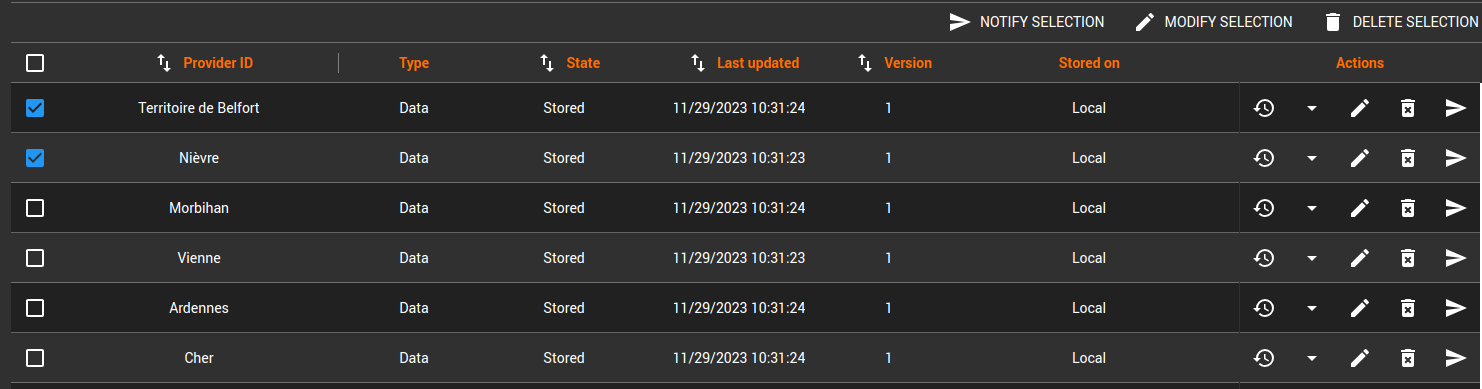 NOTIFY SELECTION MODIFY SELECTION DELETE SELECTION
Provider ID Type State Last updated Version Stored on Actions
Territoire de Belfort Data Stored 11/29/2023 10:31:24 1 Local
Nièvre Data Stored 11/29/2023 10:31:23 1 Local
Morbihan Data Stored 11/29/2023 10:31:24 1 Local
Vienne Data Stored 11/29/2023 10:31:23 1 Local
Ardennes Data Stored 11/29/2023 10:31:24 1 Local
Cher Data Stored 11/29/2023 10:31:24 1 Local